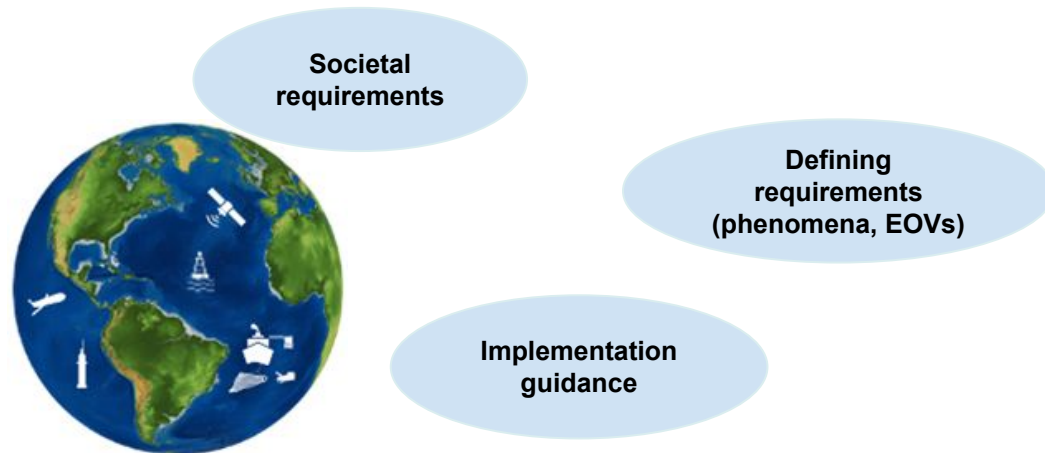 Societal
requirements
Defining
requirements
(phenomena, EOVs)
Implementation
guidance